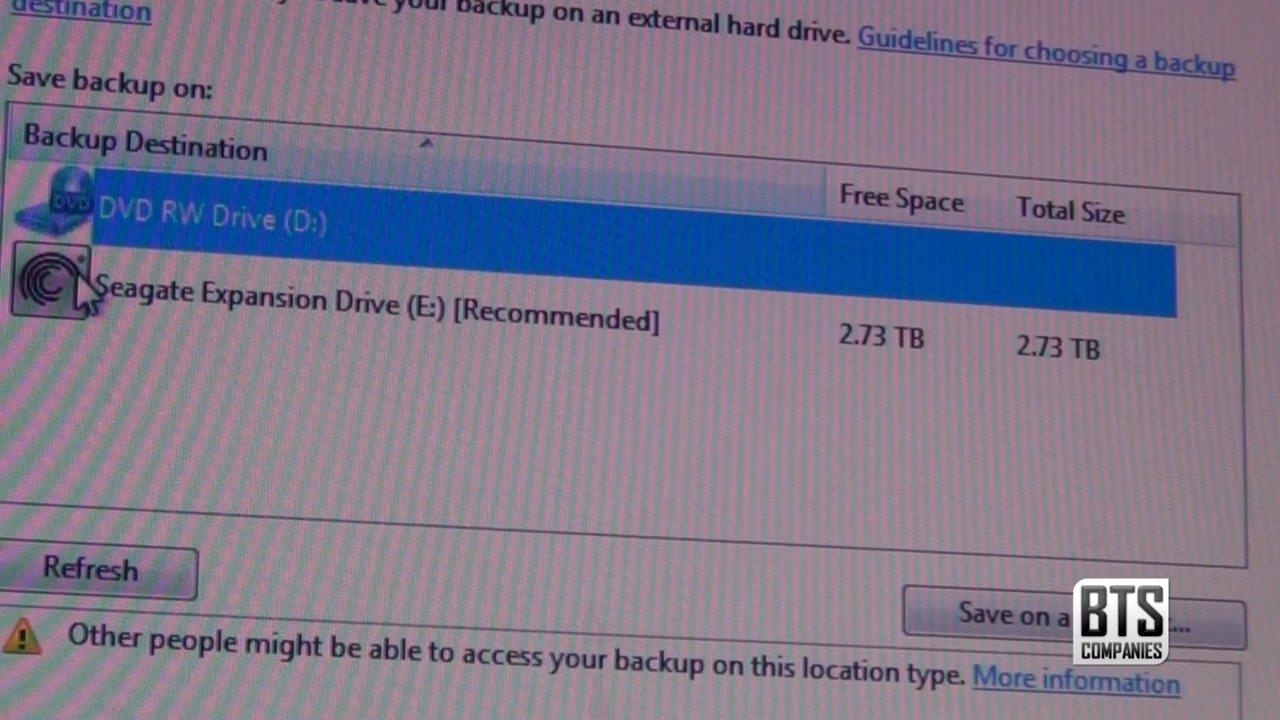 your backup on an external hard drive. Guidelines for choosing a backup
destination
Save backup on:
Backup Destination Free Space Total Size
DVD
DVD RW Drive (D:)
Seagate Expansion Drive (E:) [Recommended] 2.73 TB 2.73 TB
Refresh
Save on a ...
BTS
COMPANIES
Other people might be able to access your backup on this location type. More information